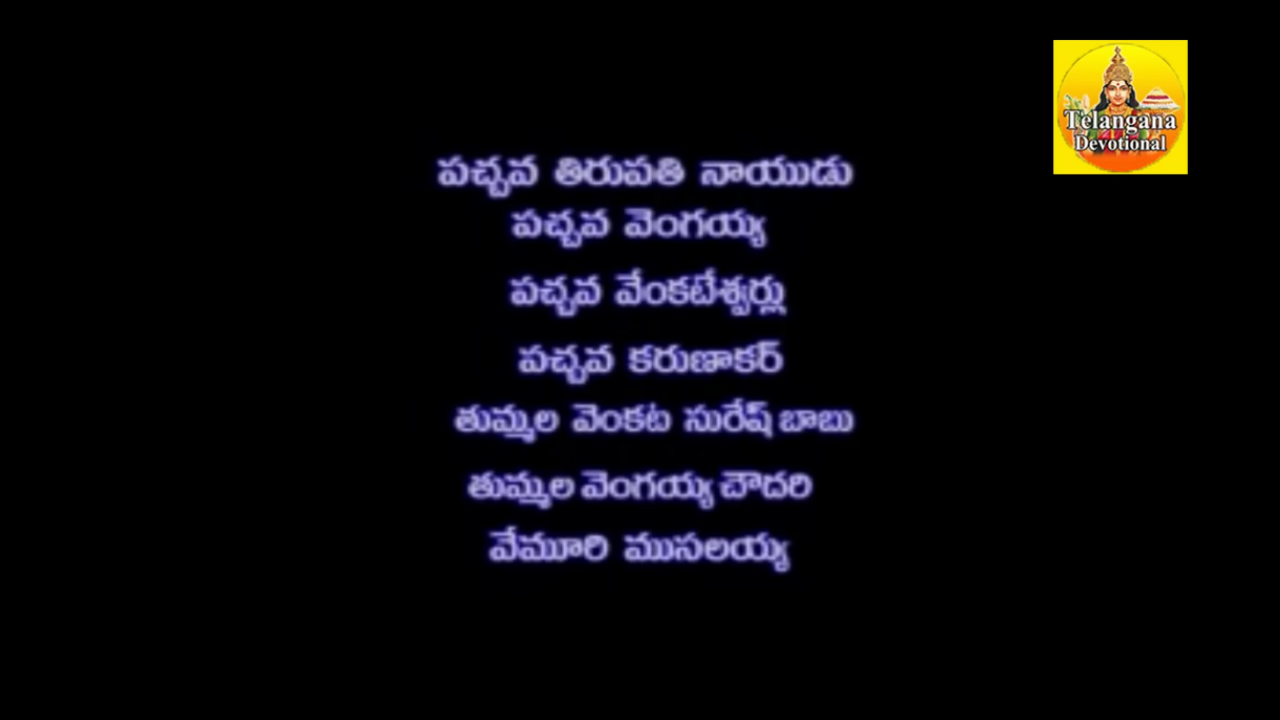 Telangana
Devotional
పచ్చవ తిరుపతి నాయుడు
పచ్చవ వెంగయ్య
పచ్చవ వేంకటేశ్వర్లు
పచ్చవ కరుణాకర్
తుమ్మల వెంకట సురేష్ బాబు
తుమ్మల వెంగయ్య చౌదరి
వేమూరి ముసలయ్య